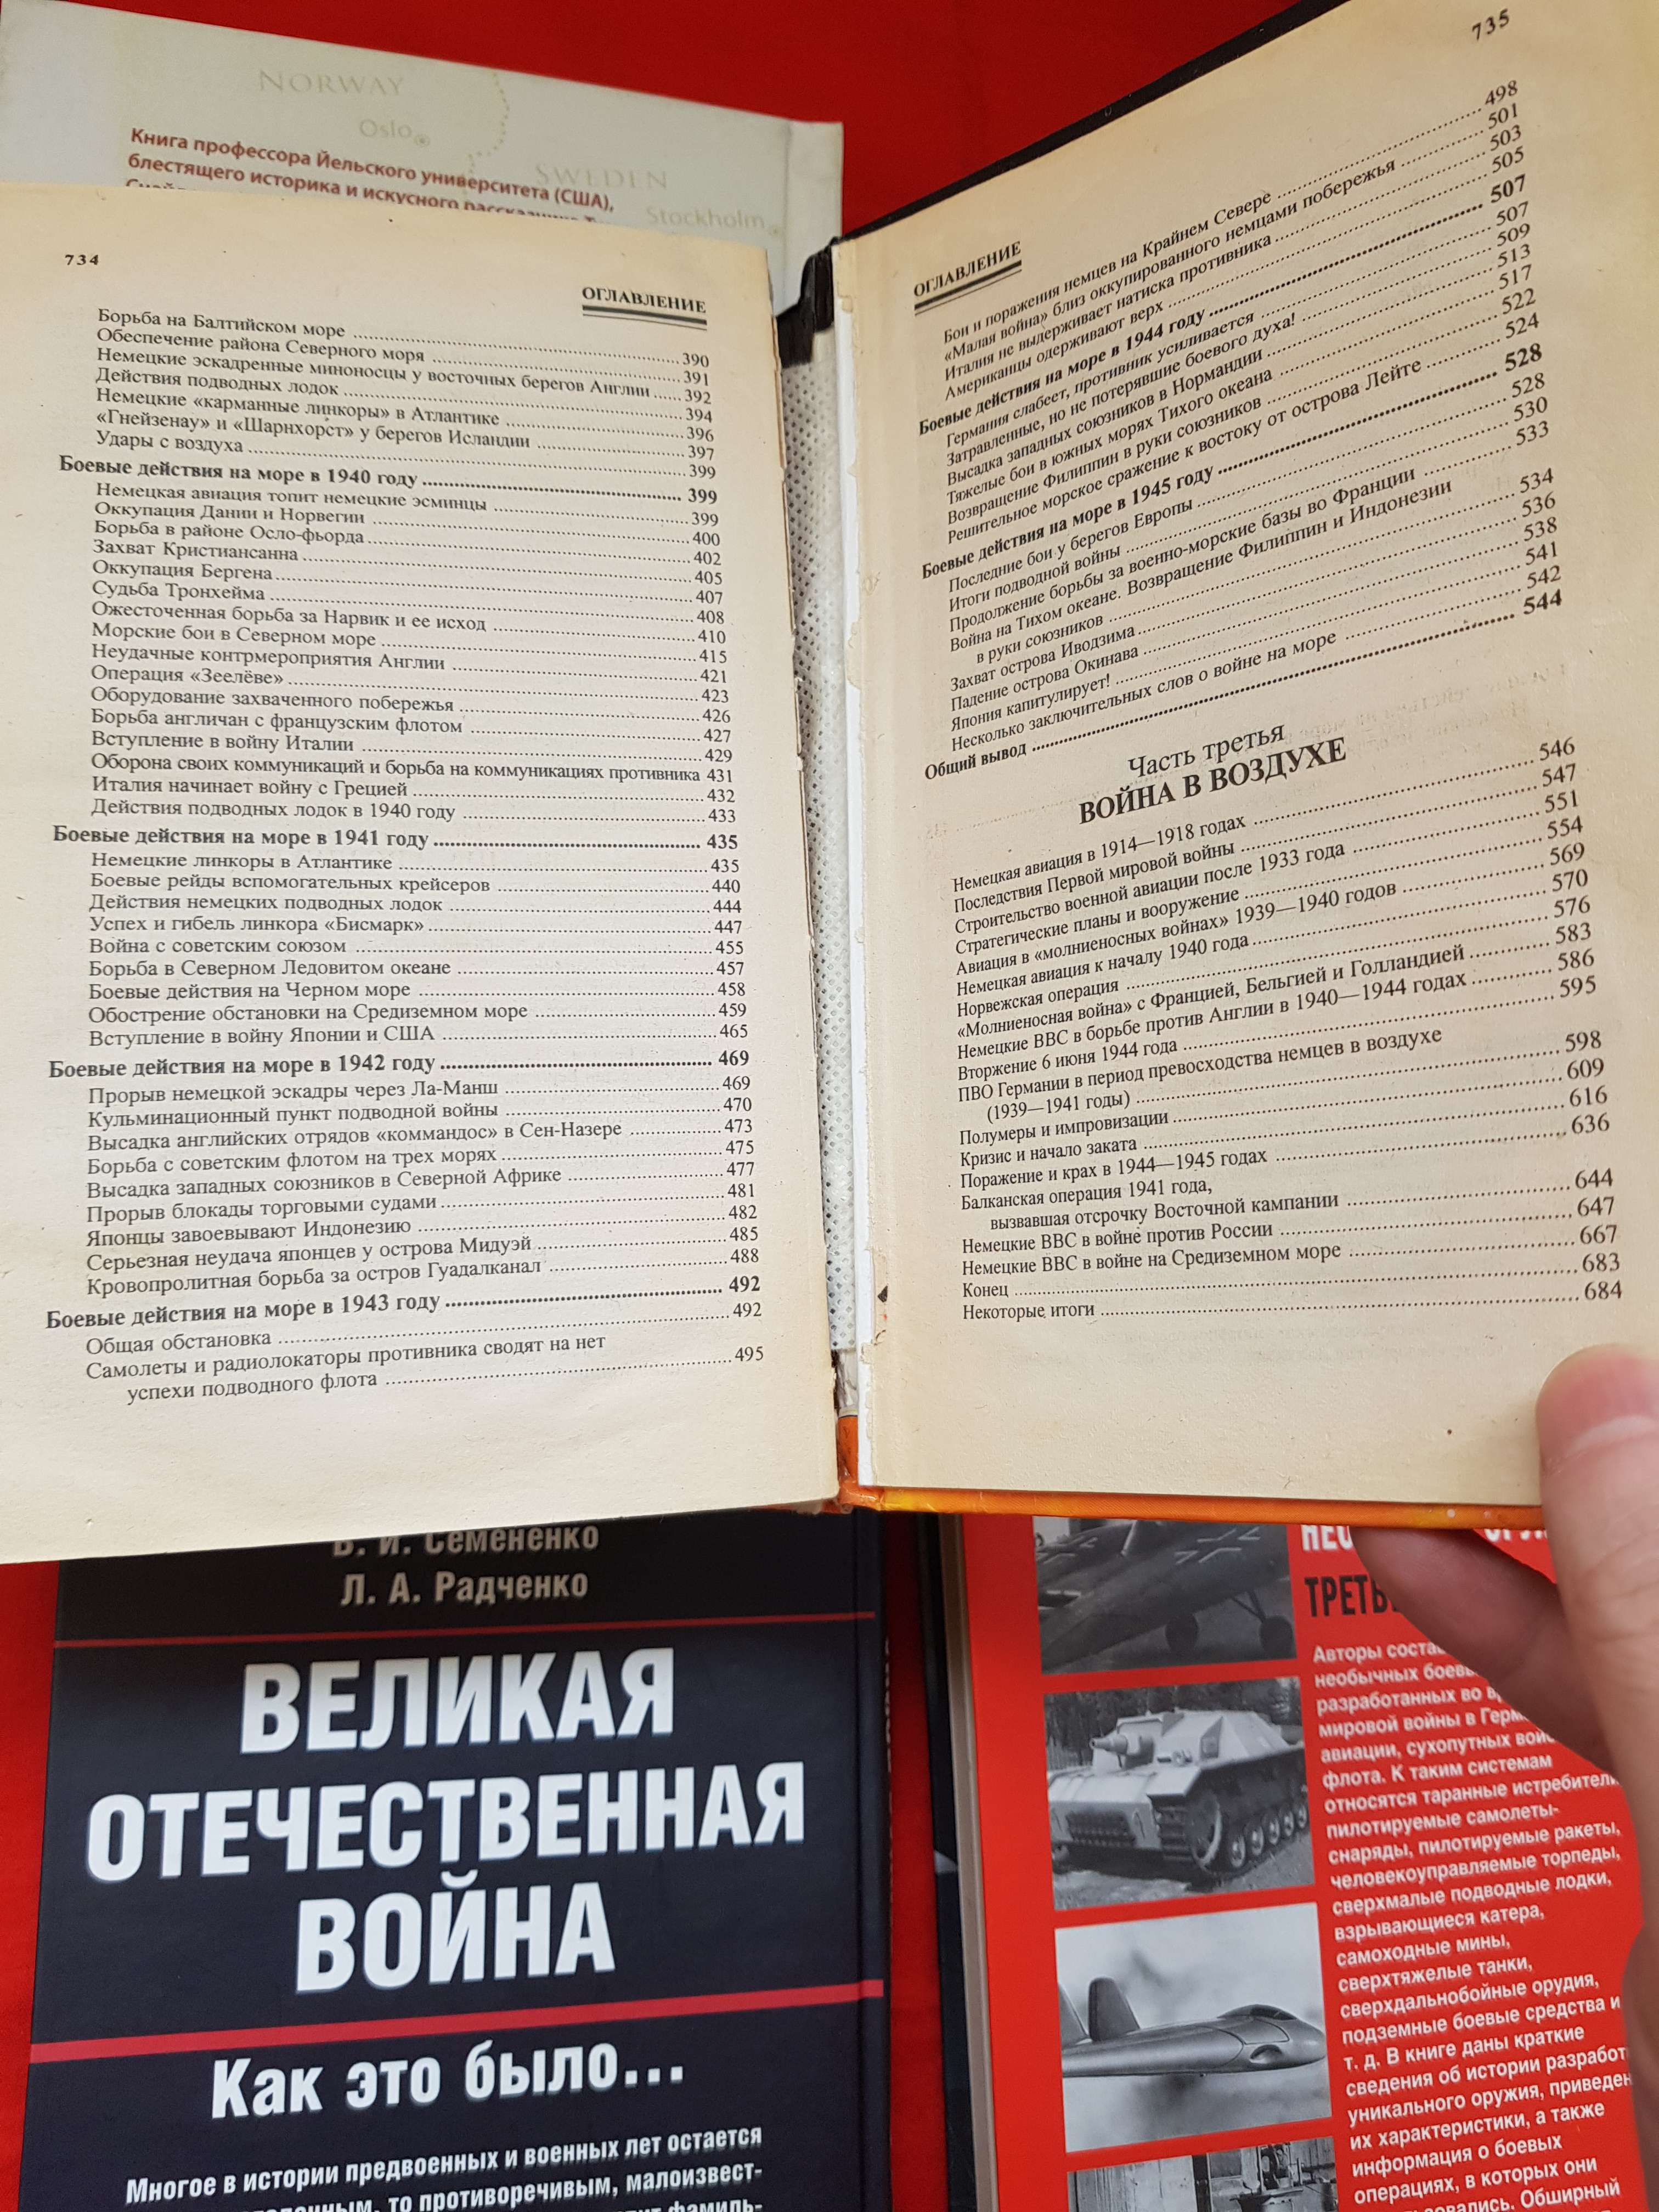 NORWAY
Oslo
SWEDEN
Stockholm
Книга профессора Йельского университета (США),
блестящего историка и искусного рассказчика
734
ОГЛАВЛЕНИЕ
Борьба на Балтийском море 390
Обеспечение района Северного моря 391
Немецкие эскадренные миноносцы у восточных берегов Англии 392
Действия подводных лодок 394
Немецкие «карманные линкоры» в Атлантике 396
«Гнейзенау» и «Шарнхорст» у берегов Исландии 397
Удары с воздуха 399
Боевые действия на море в 1940 году 399
Немецкая авиация топит немецкие эсминцы 399
Оккупация Дании и Норвегии 400
Борьба в районе Осло-фьорда 402
Захват Кристиансанна 405
Оккупация Бергена 407
Судьба Тронхейма 408
Ожесточенная борьба за Нарвик и ее исход 410
Морские бои в Северном море 415
Неудачные контрмероприятия Англии 421
Операция «Зеелёве» 423
Оборудование захваченного побережья 426
Борьба англичан с французским флотом 427
Вступление в войну Италии 429
Оборона своих коммуникаций и борьба на коммуникациях противника 431
Италия начинает войну с Грецией 432
Действия подводных лодок в 1940 году 433
Боевые действия на море в 1941 году 435
Немецкие линкоры в Атлантике 435
Боевые рейды вспомогательных крейсеров 440
Действия немецких подводных лодок 444
Успех и гибель линкора «Бисмарк» 447
Война с советским союзом 455
Борьба в Северном Ледовитом океане 457
Боевые действия на Черном море 458
Обострение обстановки на Средиземном море 459
Вступление в войну Японии и США 465
Боевые действия на море в 1942 году 469
Прорыв немецкой эскадры через Ла-Манш 469
Кульминационный пункт подводной войны 470
Высадка английских отрядов «коммандос» в Сен-Назере 473
Борьба с советским флотом на трех морях 475
Высадка западных союзников в Северной Африке 477
Прорыв блокады торговыми судами 481
Японцы завоевывают Индонезию 482
Серьезная неудача японцев у острова Мидуэй 485
Кровопролитная борьба за остров Гуадалканал 488
Боевые действия на море в 1943 году 492
Общая обстановка 492
Самолеты и радиолокаторы противника сводят на нет
успехи подводного флота 495
735
ОГЛАВЛЕНИЕ
Бои и поражения немцев на Крайнем Севере 498
«Малая война» близ оккупированного немцами побережья 501
Италия не выдерживает натиска противника 503
Американцы одерживают верх 505
Боевые действия на море в 1944 году 507
Германия слабеет, противник усиливается 507
Затравленные, но не потерявшие боевого духа! 509
Высадка западных союзников в Нормандии 513
Тяжелые бои в южных морях Тихого океана 517
Возвращение Филиппин в руки союзников 522
Решительное морское сражение к востоку от острова Лейте 524
Боевые действия на море в 1945 году 528
Последние бои у берегов Европы 528
Итоги подводной войны 530
Продолжение борьбы за военно-морские базы во Франции 533
Война на Тихом океане. Возвращение Филиппин и Индонезии
в руки союзников 534
Захват острова Иводзима 536
Падение острова Окинава 538
Япония капитулирует! 541
Несколько заключительных слов о войне на море 542
Общий вывод 544
Часть третья
ВОЙНА В ВОЗДУХЕ
Немецкая авиация в 1914—1918 годах 546
Последствия Первой мировой войны 547
Строительство военной авиации после 1933 года 551
Стратегические планы и вооружение 554
Авиация в «молниеносных войнах» 1939—1940 годов 569
Немецкая авиация к началу 1940 года 570
Норвежская операция 576
«Молниеносная война» с Францией, Бельгией и Голландией 583
Немецкие ВВС в борьбе против Англии в 1940—1944 годах 586
Вторжение 6 июня 1944 года 595
ПВО Германии в период превосходства немцев в воздухе
(1939—1941 годы) 598
Полумеры и импровизации 609
Кризис и начало заката 616
Поражение и крах в 1944—1945 годах 636
Балканская операция 1941 года,
вызвавшая отсрочку Восточной кампании 644
Немецкие ВВС в войне против России 647
Немецкие ВВС в войне на Средиземном море 667
Конец 683
Некоторые итоги 684
В. И. Семененко
Л. А. Радченко
ВЕЛИКАЯ
ОТЕЧЕСТВЕННАЯ
ВОЙНА
Как это было...
Многое в истории предвоенных и военных лет остается
то противоречивым, малоизвест-
Авторы
необычных
разработанных во
мировой войны в
авиации, сухопутных
флота. К таким системам
относятся таранные истребители,
пилотируемые самолеты-
снаряды, пилотируемые ракеты,
человекоуправляемые торпеды,
сверхмалые подводные лодки,
взрывающиеся катера,
самоходные мины,
сверхтяжелые танки,
сверхдальнобойные орудия,
подземные боевые средства и
т. д. В книге даны краткие
сведения об истории
уникального оружия,
их характеристики, а также
информация о боевых
операциях, в которых они
Обширный